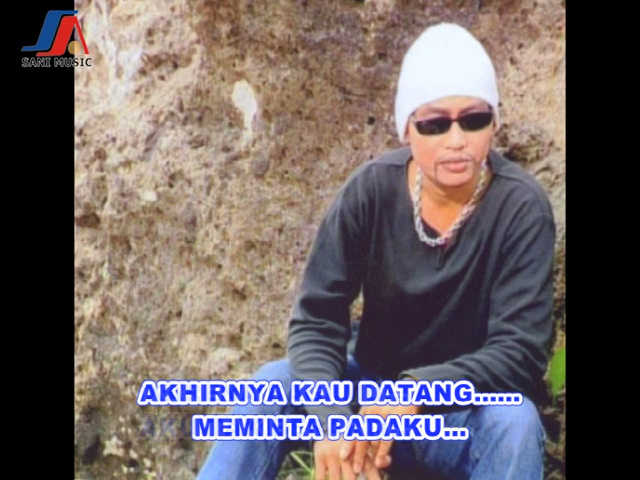 SANI MUSIC
AKHIRNYA KAU DATANG......
MEMINTA PADAKU...